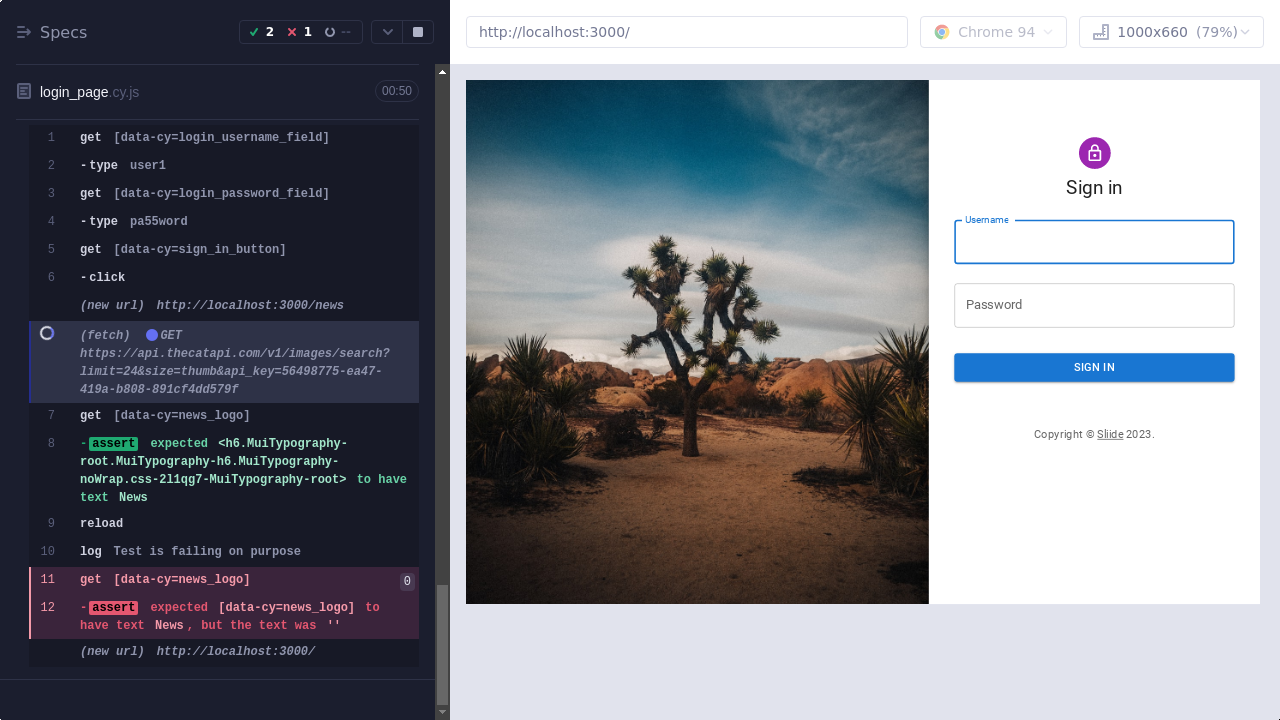 Specs
2
1
--
login_page.cy.js
00:50
1 get [data-cy=login_username_field]
2 -type user1
3 get [data-cy=login_password_field]
4 -type pa55word
5 get [data-cy=sign_in_button]
6 -click
(new url) http://localhost:3000/news
(fetch) GET
https://api.thecatapi.com/v1/images/search?
limit=24&size=thumb&api_key=56498775-ea47-
419a-b808-891cf4dd579f
7 get [data-cy=news_logo]
8 -assert expected <h6.MuiTypography-
root.MuiTypography-h6.MuiTypography-
noWrap.css-2l1qg7-MuiTypography-root> to have
text News
9 reload
10 log Test is failing on purpose
11 get [data-cy=news_logo] 0
12 -assert expected [data-cy=news_logo] to
have text News, but the text was ''
(new url) http://localhost:3000/
http://localhost:3000/
Chrome 94
1000x660 (79%)
Sign in
Username
Password
SIGN IN
Copyright © Sliide 2023.